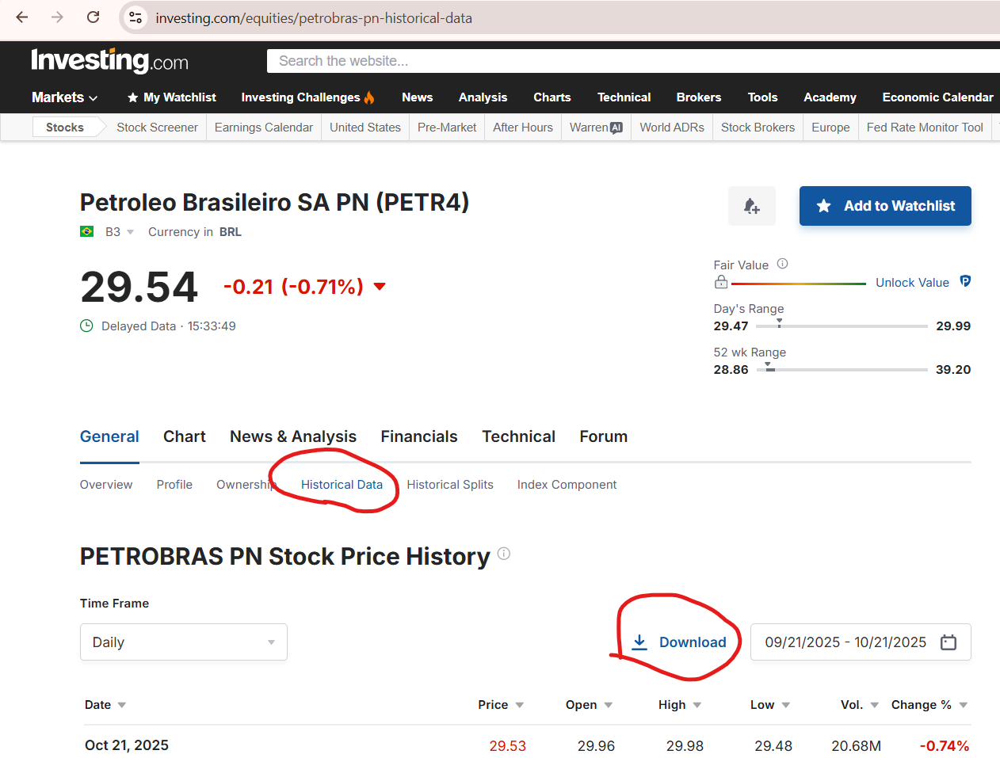 investing.com/equities/petrobras-pn-historical-data
Investing.com
Search the website...
Markets My Watchlist Investing Challenges News Analysis Charts Technical Brokers Tools Academy Economic Calendar
Stocks Stock Screener Earnings Calendar United States Pre-Market After Hours WarrenAI World ADRs Stock Brokers Europe Fed Rate Monitor Tool
Petroleo Brasileiro SA PN (PETR4)
Add to Watchlist
B3 Currency in BRL
29.54 -0.21 (-0.71%)
Delayed Data · 15:33:49
Fair Value
Unlock Value
Day's Range
29.47 29.99
52 wk Range
28.86 39.20
General Chart News & Analysis Financials Technical Forum
Overview Profile Ownership Historical Data Historical Splits Index Component
PETROBRAS PN Stock Price History
Time Frame
Daily
Download
09/21/2025 - 10/21/2025
Date Price Open High Low Vol. Change %
Oct 21, 2025 29.53 29.96 29.98 29.48 20.68M -0.74%